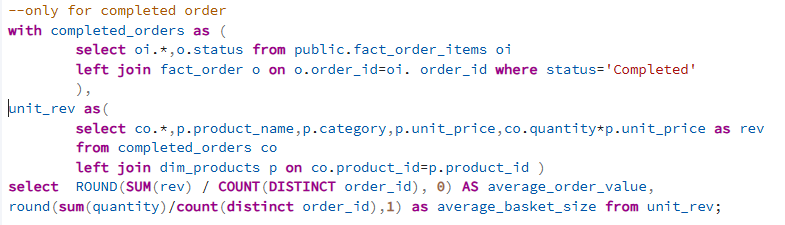 --only for completed order
with completed_orders as (
select oi.*,o.status from public.fact_order_items oi
left join fact_order o on o.order_id=oi. order_id where status='Completed'
),
unit_rev as(
select co.*,p.product_name,p.category,p.unit_price,co.quantity*p.unit_price as rev
from completed_orders co
left join dim_products p on co.product_id=p.product_id )
select  ROUND(SUM(rev) / COUNT(DISTINCT order_id), 0) AS average_order_value,
round(sum(quantity)/count(distinct order_id),1) as average_basket_size from unit_rev;